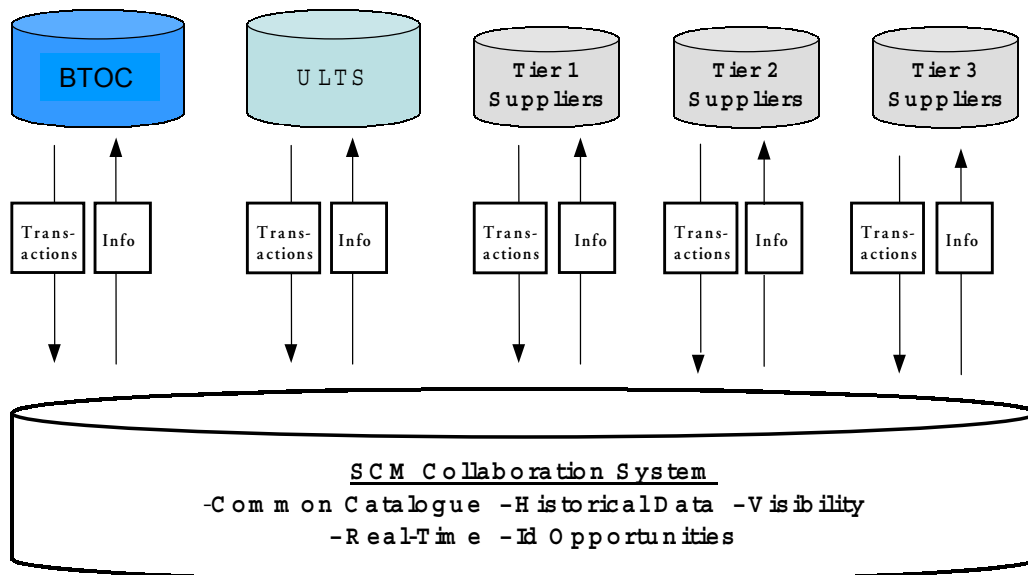 BTOC
ULTS
Tier 1
Suppliers
Tier 2
Suppliers
Tier 3
Suppliers
Trans-
actions
Info
Trans-
actions
Info
Trans-
actions
Info
Trans-
actions
Info
Trans-
actions
Info
SCM Collaboration System
-Common Catalogue -Historical Data -Visibility
-Real-Time -Id Opportunities